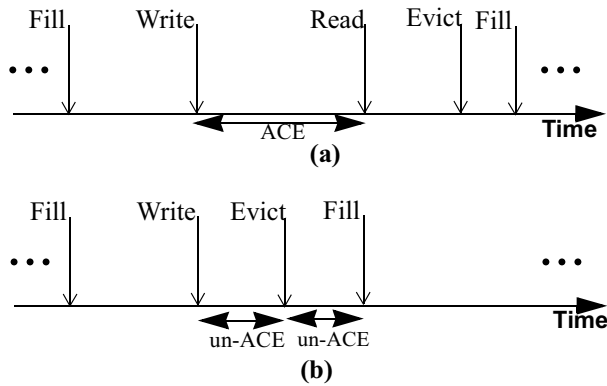 Fill Write Read Evict Fill
• • • • • •
ACE Time
(a)
Fill Write Evict Fill
• • • • • •
un-ACE un-ACE Time
(b)